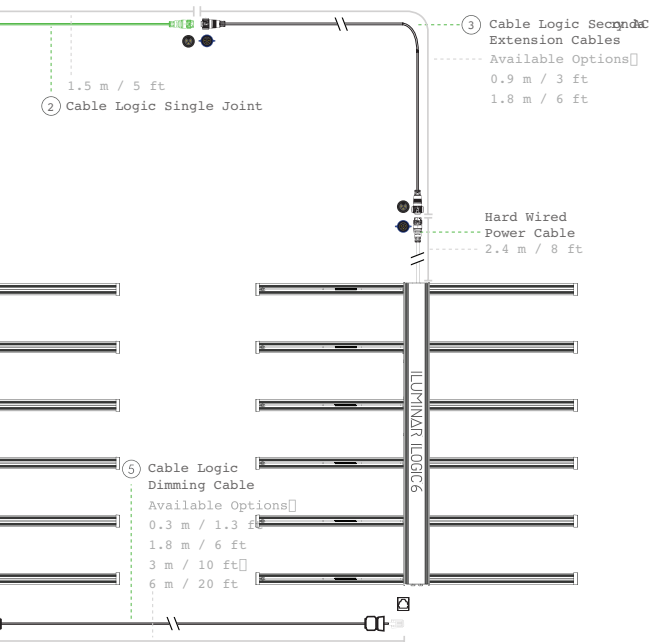 3 Cable Logic Secondary AC
Extension Cables
Available Options
0.9 m / 3 ft
1.8 m / 6 ft
1.5 m / 5 ft
2 Cable Logic Single Joint
Hard Wired
Power Cable
2.4 m / 8 ft
ILUMINAR ILOGIC6
5 Cable Logic
Dimming Cable
Available Options
0.3 m / 1.3 ft
1.8 m / 6 ft
3 m / 10 ft
6 m / 20 ft